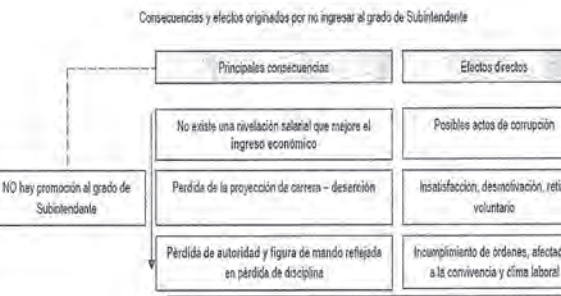 Consecuencias y efectos originados por no ingresar al grado de Subintendente
Principales consecuencias
Efectos directos
No existe una nivelación salarial que mejore el
ingreso económico
Posibles actos de corrupción
NO hay promoción al grado de
Subintendente
Perdida de la proyección de carrera – deserción
Insatisfacción, desmotivación,
voluntario
Pérdida de autoridad y figura de mando reflejada
en pérdida de disciplina
Incumplimiento de órdenes,
a la convivencia y clima laboral